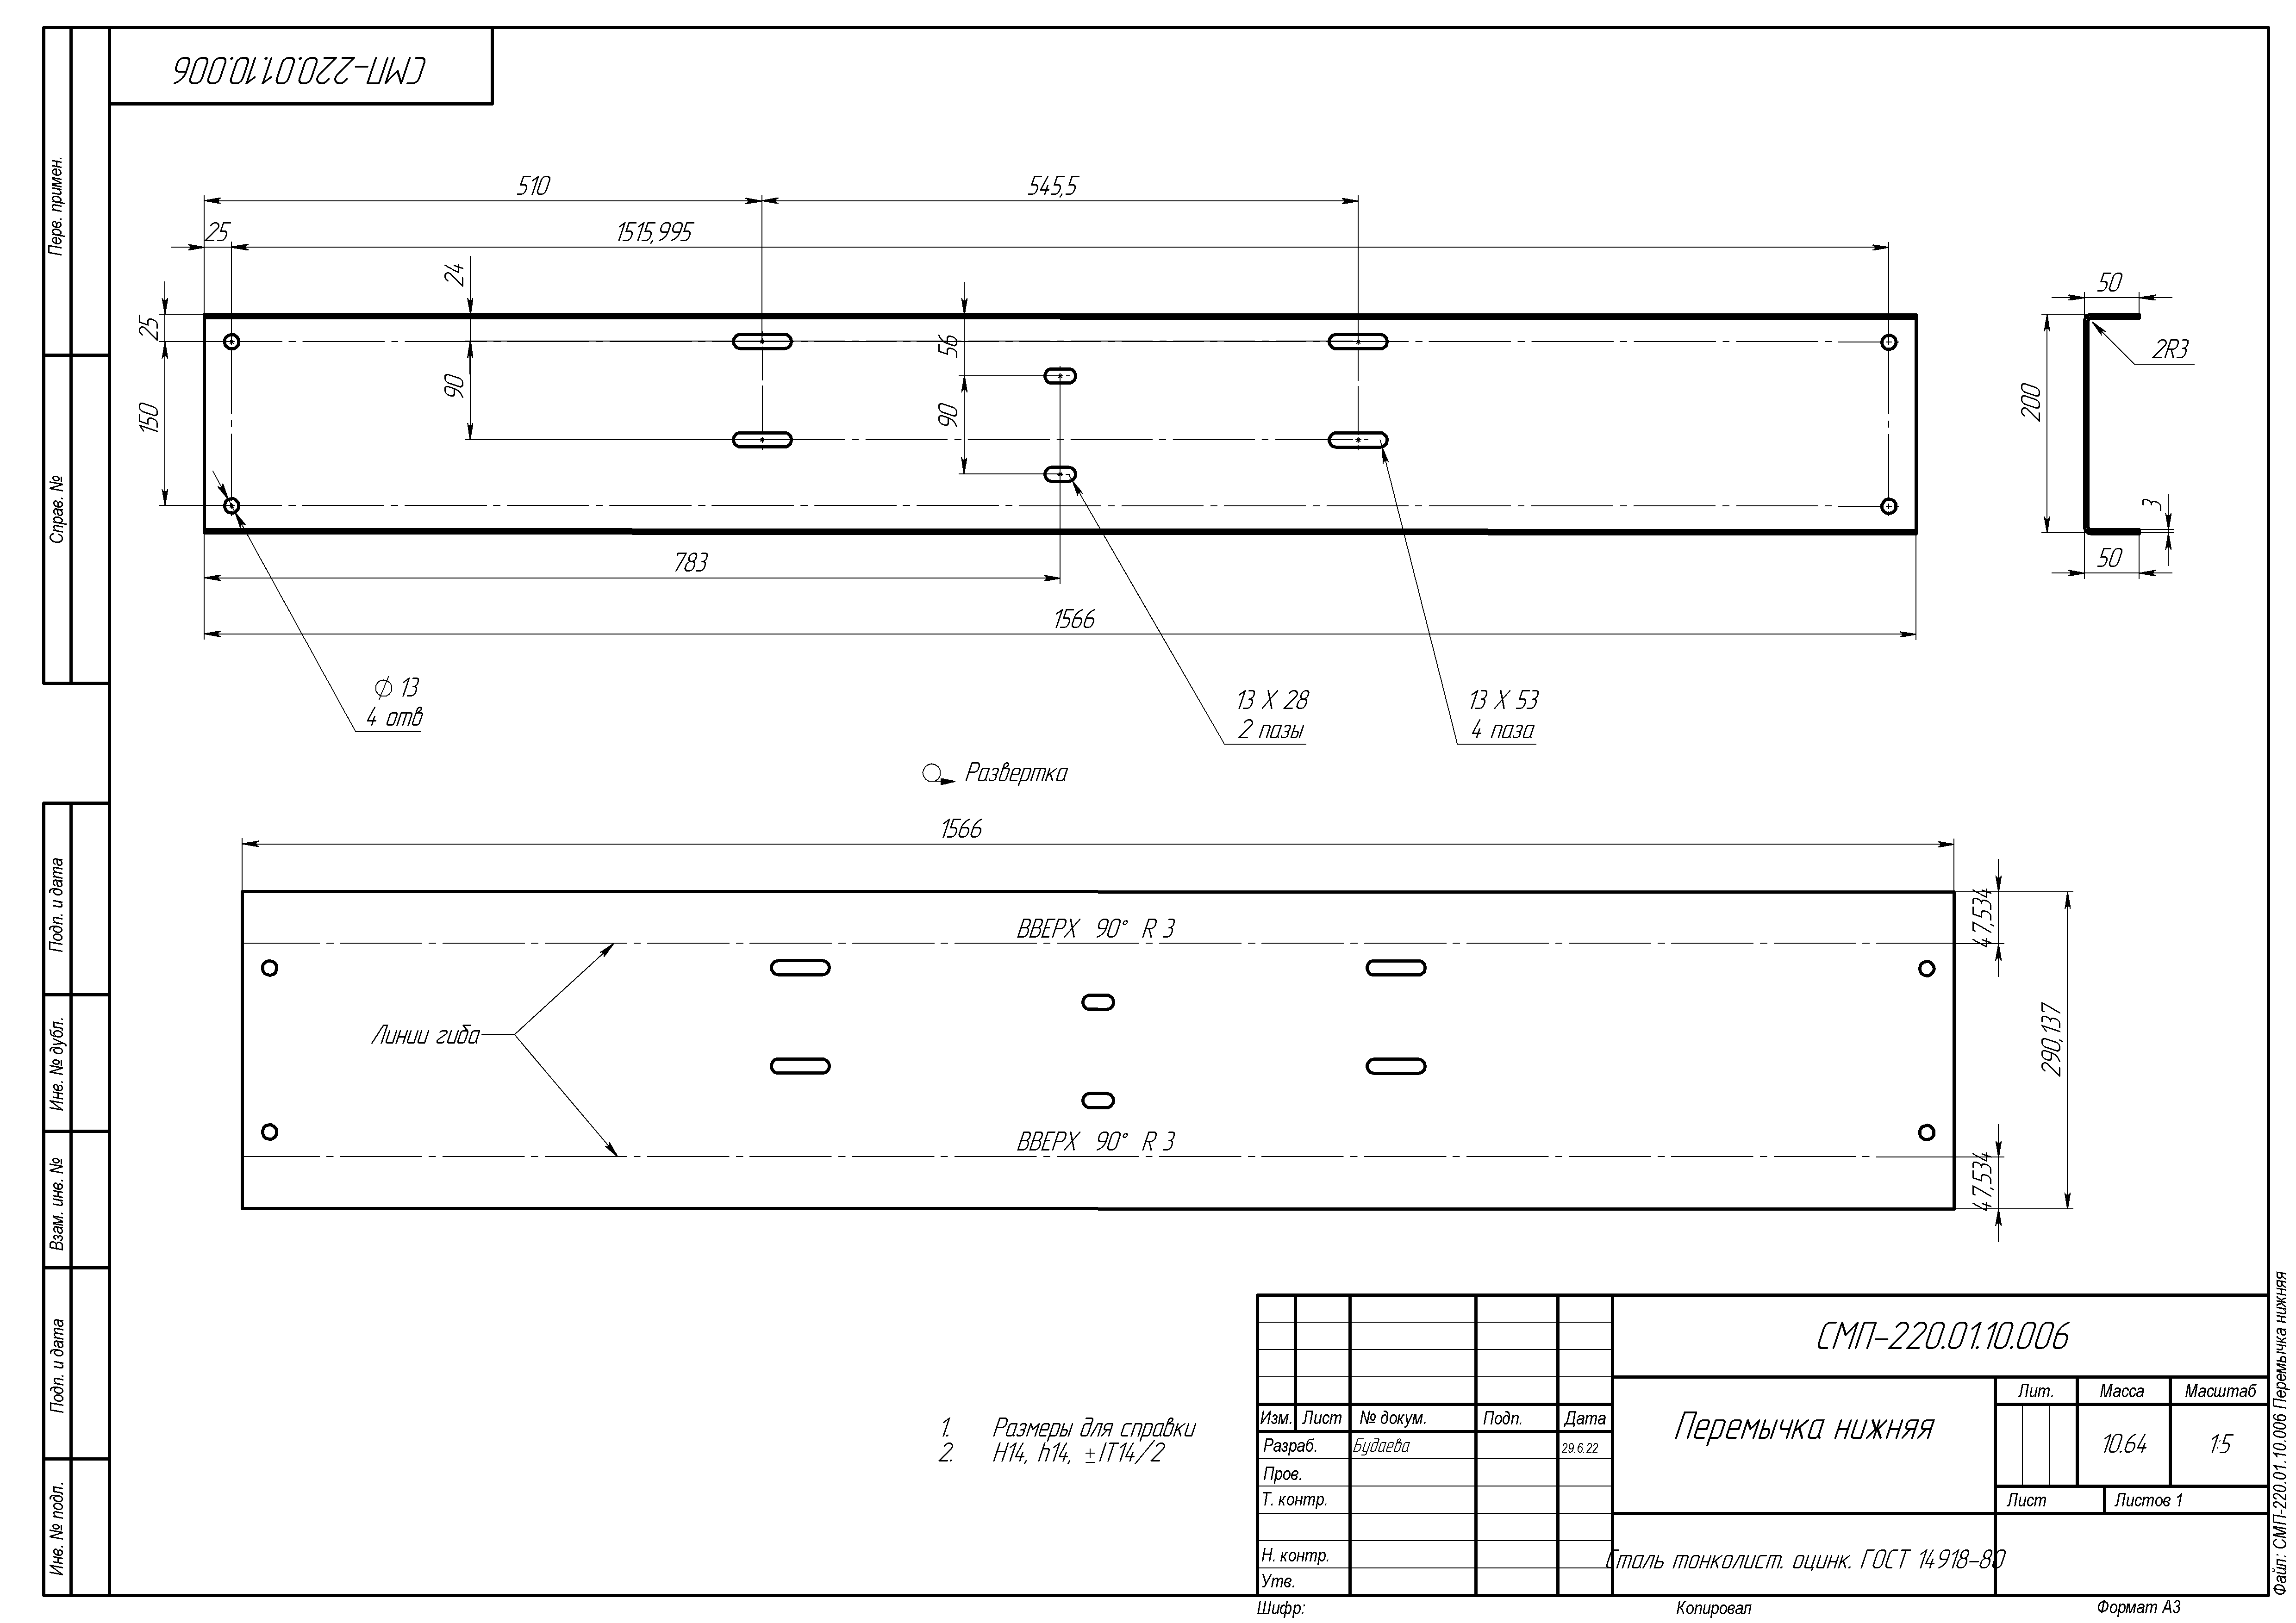 СМП-220.01.10.006
Перв. примен.
Справ. №
Подп. и дата
Инв. № дубл.
Взам. инв. №
Подп. и дата
Инв. № подл.
510
545,5
25
1515,995
24
25
56
90
90
150
783
1566
50
2R3
200
3
50
⌀ 13
4 отв
13 X 28
2 пазы
13 X 53
4 паза
Развертка
1566
ВВЕРХ 90° R 3
47,534
Линии гиба
290,137
ВВЕРХ 90° R 3
47,534
1. Размеры для справки
2. H14, h14, ±IT14/2
СМП-220.01.10.006
Лит. Масса Масштаб
Перемычка нижняя
10.64 1:5
Изм. Лист № докум. Подп. Дата
Разраб. Будаева 29.6.22
Пров.
Т. контр.
Лист Листов 1
Н. контр.
Утв.
Сталь тонколист. оцинк. ГОСТ 14918-80
Шифр: Копировал Формат А3
Файл: СМП-220.01.10.006 Перемычка нижняя